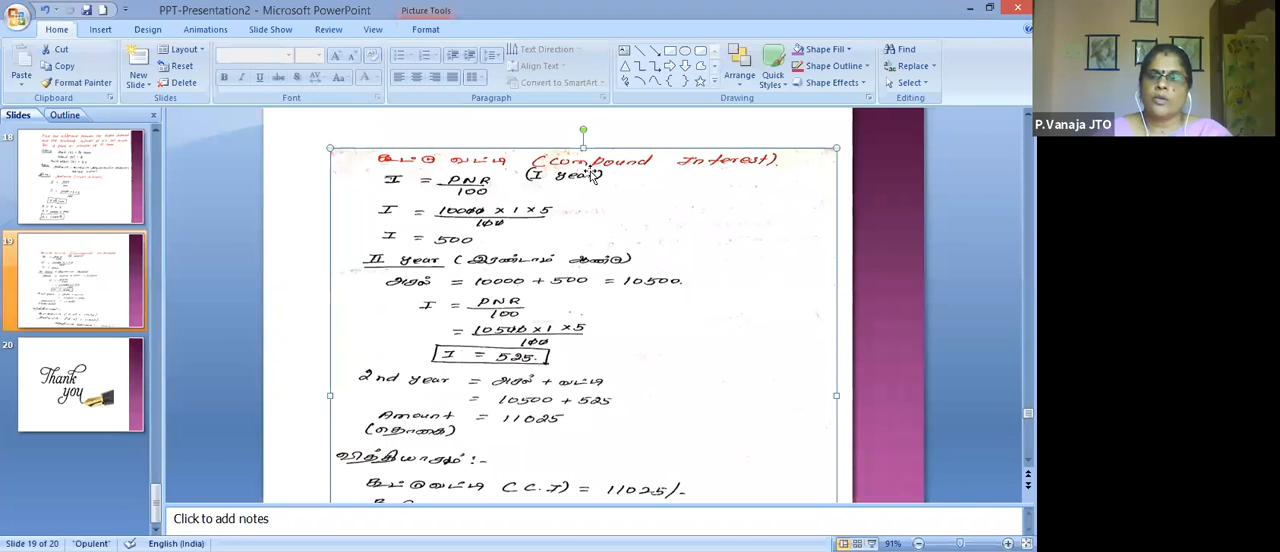 PPT-Presentation2 - Microsoft PowerPoint
Picture Tools
Home Insert Design Slide Show Animations Review View Format
Cut
Copy
Format Painter
Paste
Clipboard
New Slide
Layout
Reset
Delete
Slides
Font
Paragraph
Text Direction
Align Text
Convert to SmartArt
Arrange
Quick Styles
Shape Fill
Shape Outline
Shape Effects
Drawing
Find
Replace
Select
Editing
Slides Outline
18
19
20
Thank you
கூட்டு வட்டி (Compound Interest).
I = PNR / 100 (I year)
I = 10000 × 1 × 5 / 100
I = 500
II year (இரண்டாம் ஆண்டு)
அசல் = 10000 + 500 = 10500.
I = PNR / 100
= 10500 × 1 × 5 / 100
I = 525.
2nd year = அசல் + வட்டி
= 10500 + 525
Amount = 11025
(தொகை)
வித்தியாசம் :-
கூட்டு வட்டி (C.I) = 11025/-
Click to add notes
Slide 19 of 20 "Opulent" English (India) 91%
P.Vanaja JTO